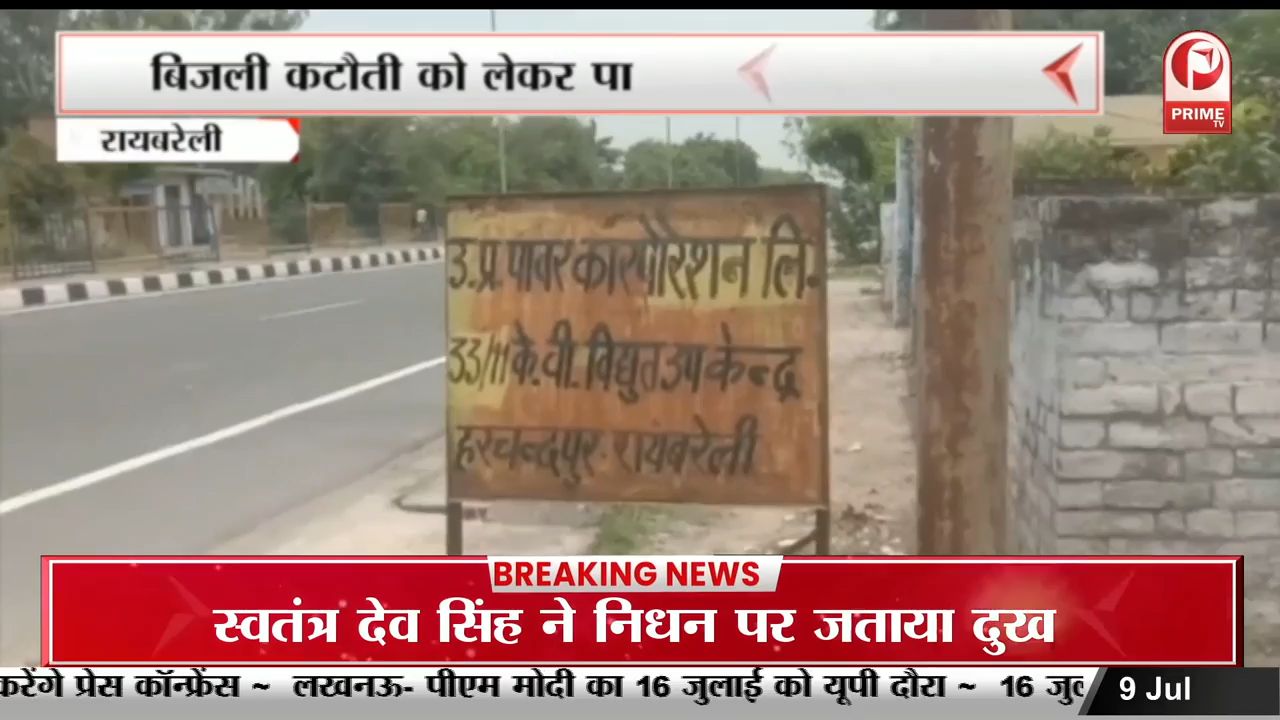 बिजली कटौती को लेकर पा
PRIME
TV
रायबरेली
उ.प्र. पावर कारपोरेशन लि.
33/11 के.वी. विद्युत उप केन्द्र
हरचन्दपुर-रायबरेली
BREAKING NEWS
स्वतंत्र देव सिंह ने निधन पर जताया दुख
करेंगे प्रेस कॉन्फ्रेंस ~ लखनऊ- पीएम मोदी का 16 जुलाई को यूपी दौरा ~ 16 जुल
9 Jul